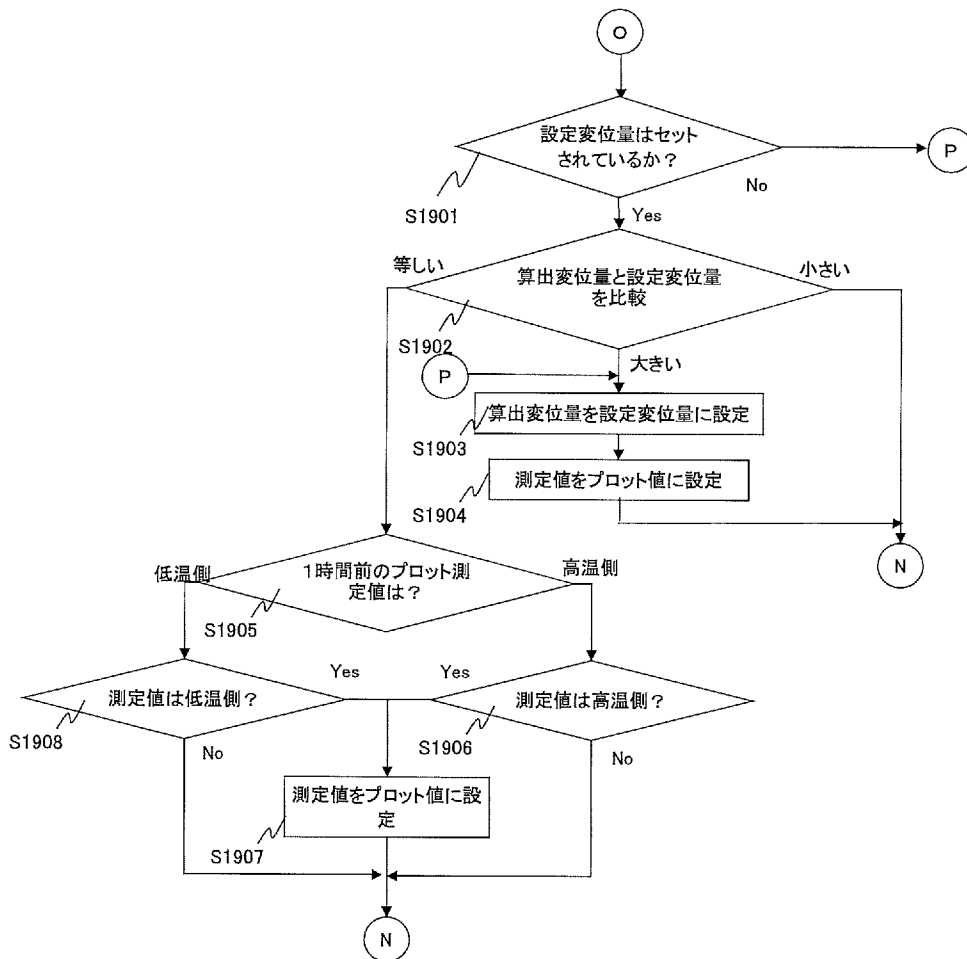 O
設定変位量はセット
されているか？
P
No
S1901
Yes
等しい
算出変位量と設定変位量
を比較
小さい
S1902
大きい
P
算出変位量を設定変位量に設定
S1903
測定値をプロット値に設定
S1904
N
低温側
１時間前のプロット測
定値は？
高温側
S1905
Yes
Yes
測定値は低温側？
測定値は高温側？
S1908
No
S1906
No
測定値をプロット値に設
定
S1907
N